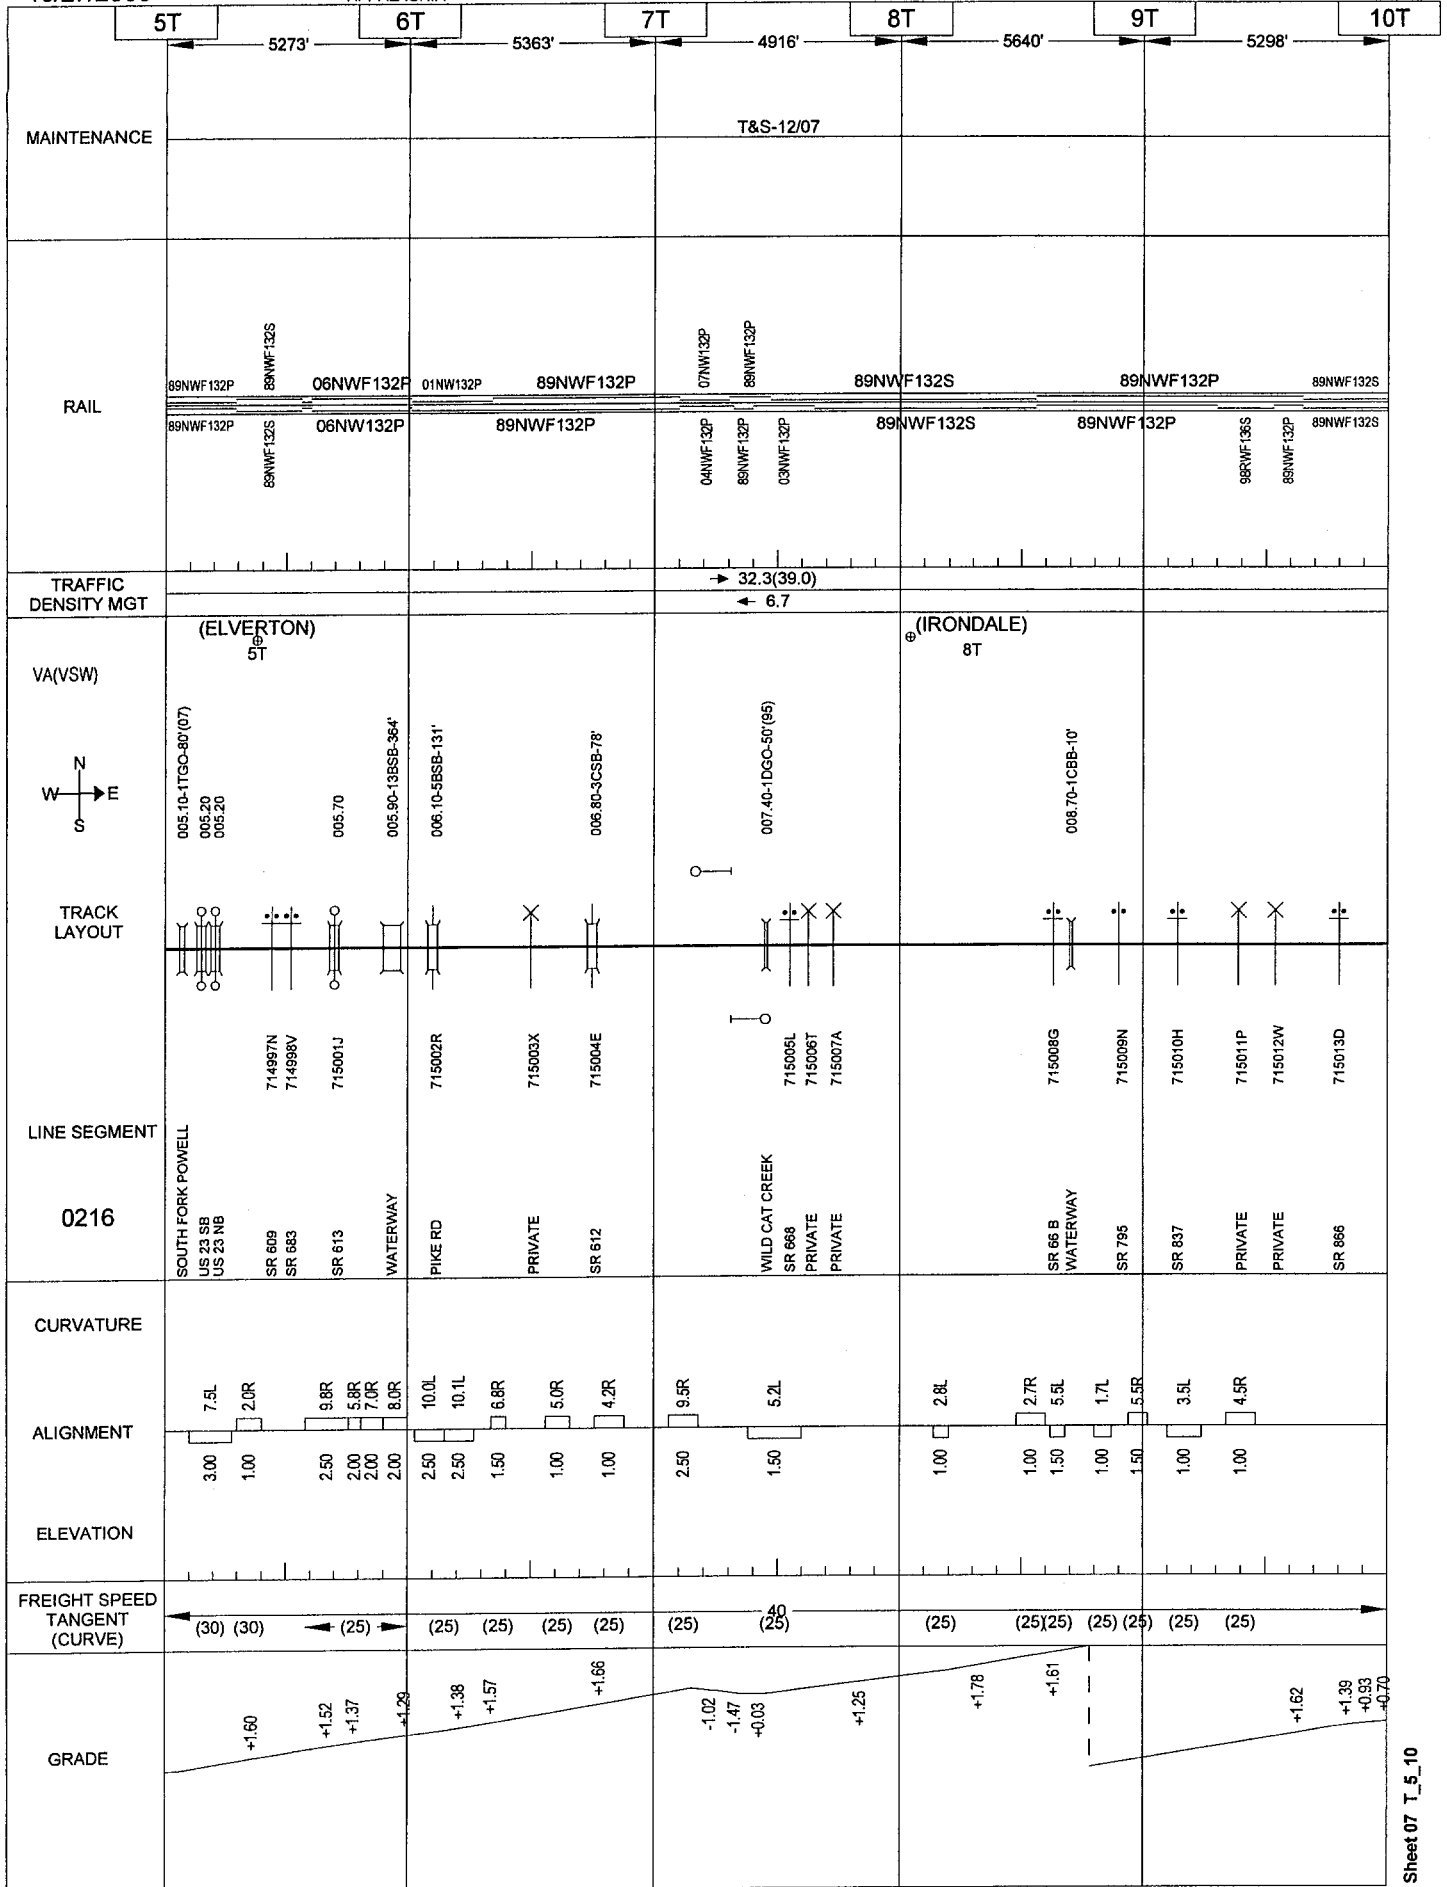 5T 6T 7T 8T 9T 10T
5273' 5363' 4916' 5640' 5298'
MAINTENANCE
T&S-12/07
RAIL
89NWF132P 89NWF132S 06NWF132P 01NW132P 89NWF132P 07NW132P 89NWF132P 89NWF132S 89NWF132P 89NWF132S
89NWF132P 89NWF132S 06NW132P 89NWF132P 04NWF132P 89NWF132P 03NWF132P 89NWF132S 89NWF132P 98RWF136S 89NWF132P 89NWF132S
TRAFFIC
DENSITY MGT
32.3(39.0)
6.7
(ELVERTON)
5T
(IRONDALE)
8T
VA(VSW)
N
W E
S
005.10-1TGO-80'(07)
005.20
005.20
005.70
005.90-13BSB-364'
006.10-5BSB-131'
006.80-3CSB-78'
007.40-1DGO-50'(95)
008.70-1CBB-10'
TRACK
LAYOUT
714997N
714998V
715001J
715002R
715003X
715004E
715005L
715006T
715007A
715008G
715009N
715010H
715011P
715012W
715013D
LINE SEGMENT
0216
SOUTH FORK POWELL
US 23 SB
US 23 NB
SR 609
SR 683
SR 613
WATERWAY
PIKE RD
PRIVATE
SR 612
WILD CAT CREEK
SR 668
PRIVATE
PRIVATE
SR 66 B
WATERWAY
SR 795
SR 837
PRIVATE
PRIVATE
SR 866
CURVATURE
7.5L 2.0R 9.8R 5.8R 7.0R 8.0R 10.0L 10.1L 6.8R 5.0R 4.2R 9.5R 5.2L 2.8L 2.7R 5.5L 1.7L 5.5R 3.5L 4.5R
ALIGNMENT
3.00 1.00 2.50 2.00 2.00 2.00 2.50 2.50 1.50 1.00 1.00 2.50 1.50 1.00 1.00 1.50 1.00 1.50 1.00 1.00
ELEVATION
FREIGHT SPEED
TANGENT
(CURVE)
40
(30) (30) (25) (25) (25) (25) (25) (25) (25) (25) (25) (25) (25) (25) (25) (25)
GRADE
+1.60 +1.52 +1.37 +1.29 +1.38 +1.57 +1.66 -1.02 -1.47 +0.03 +1.25 +1.78 +1.61 +1.62 +1.39 +0.93 +0.70
Sheet 07 T_5_10